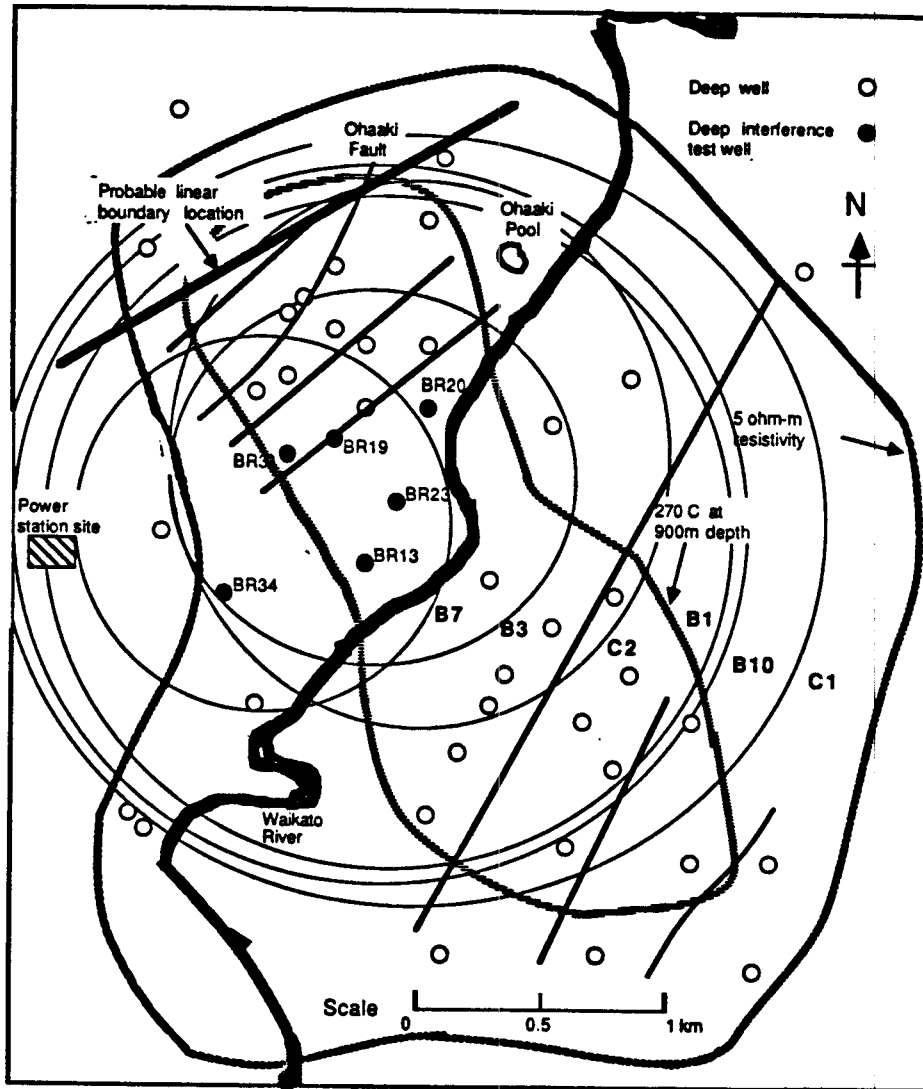 Deep well
Deep interference
test well
Ohaaki
Fault
Probable linear
boundary location
Ohaaki
Pool
N
BR20
5 ohm-m
resistivity
BR19
BR31
BR23
Power
station site
270 C at
900m depth
BR13
BR34
B7
B3
B1
C2
B10
C1
Waikato
River
Scale
0
0.5
1 km